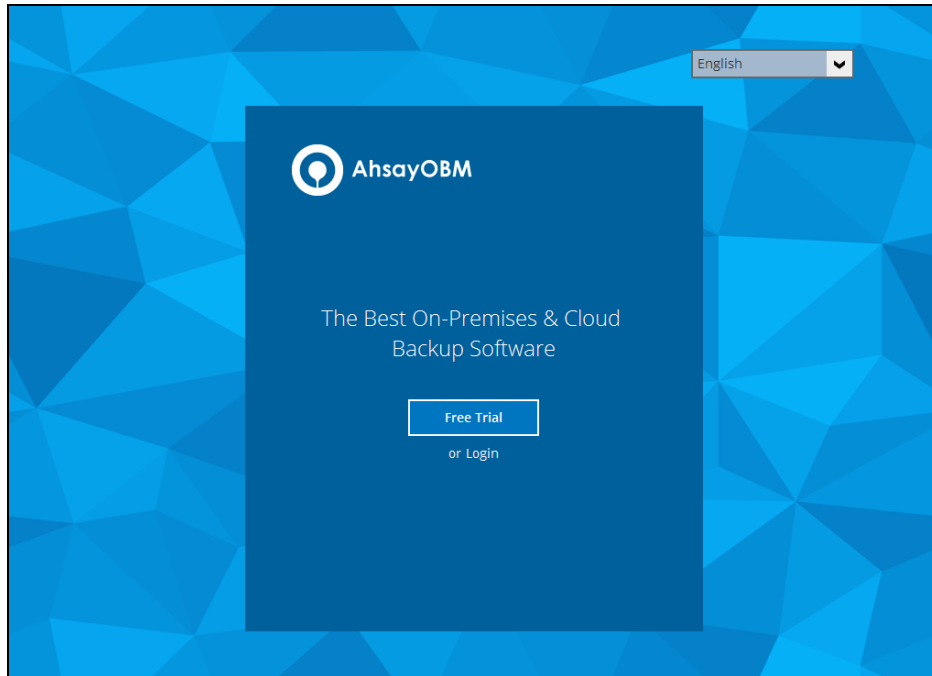 English
AhsayOBM
The Best On-Premises & Cloud
Backup Software
Free Trial
or Login